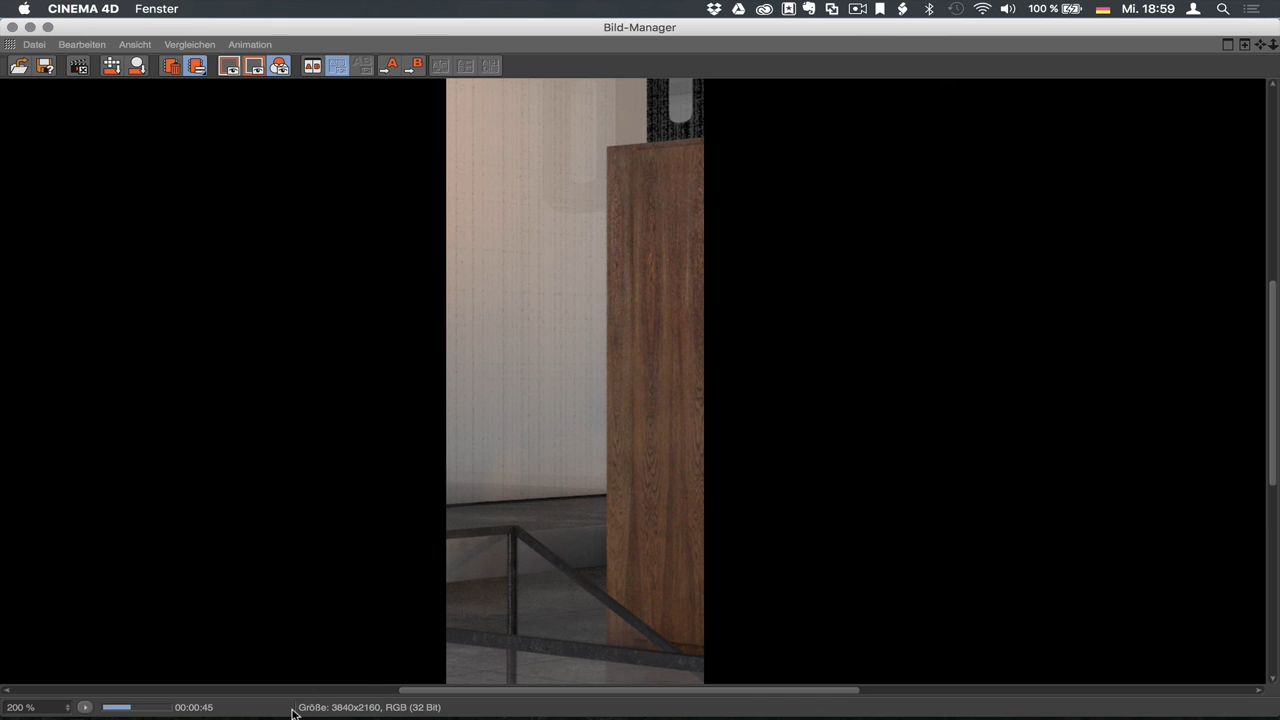 CINEMA 4D Fenster 100 % Mi. 18:59
Bild-Manager
Datei Bearbeiten Ansicht Vergleichen Animation
A B A B
200 % 00:00:45 Größe: 3840x2160, RGB (32 Bit)